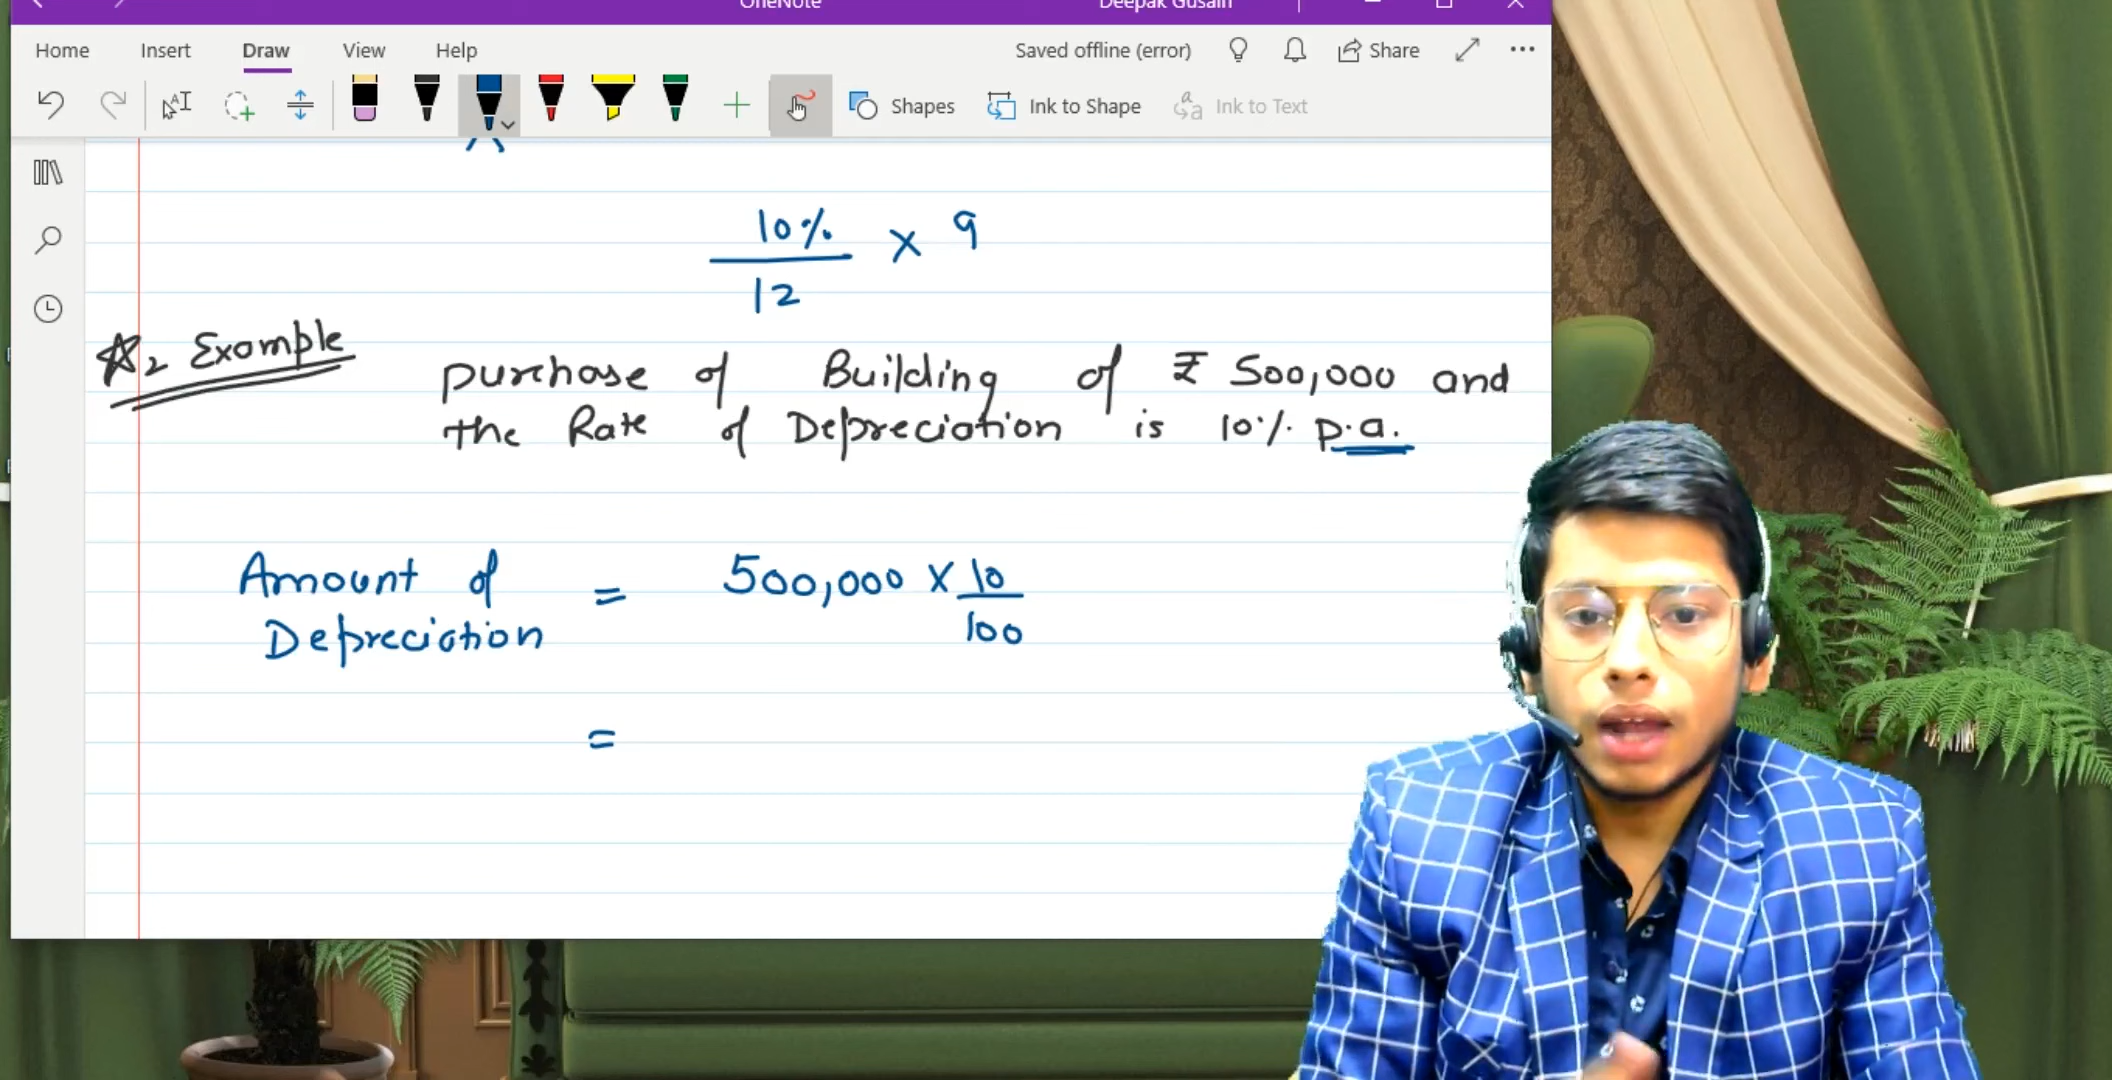 OneNote
Deepak Gusain
Home Insert Draw View Help Saved offline (error) Share
Shapes Ink to Shape Ink to Text
10% × 9
12
2 Example
purchase of Building of ₹ 500,000 and
the Rate of Depreciation is 10% p.a.
Amount of = 500,000 × 10
Depreciation 100
=